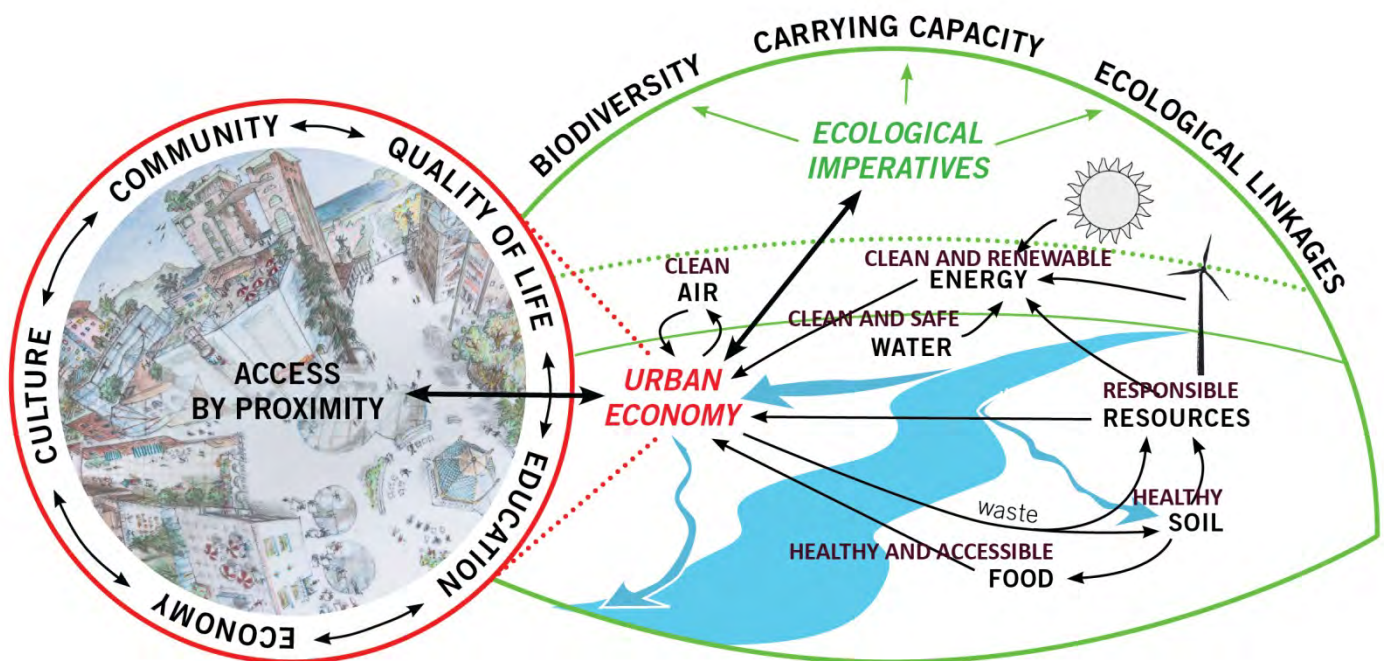 CARRYING CAPACITY
BIODIVERSITY
ECOLOGICAL LINKAGES
ECOLOGICAL
IMPERATIVES
COMMUNITY
QUALITY OF LIFE
CULTURE
EDUCATION
ECONOMY
ACCESS
BY PROXIMITY
CLEAN
AIR
URBAN
ECONOMY
CLEAN AND RENEWABLE
ENERGY
CLEAN AND SAFE
WATER
RESPONSIBLE
RESOURCES
waste
HEALTHY
SOIL
HEALTHY AND ACCESSIBLE
FOOD